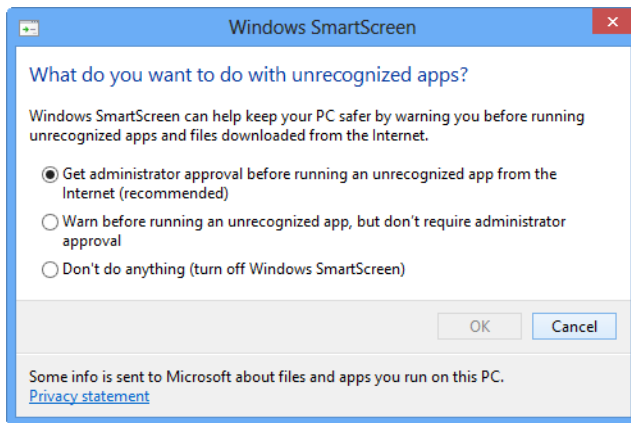 Windows SmartScreen
What do you want to do with unrecognized apps?
Windows SmartScreen can help keep your PC safer by warning you before running
unrecognized apps and files downloaded from the Internet.
Get administrator approval before running an unrecognized app from the
Internet (recommended)
Warn before running an unrecognized app, but don't require administrator
approval
Don't do anything (turn off Windows SmartScreen)
OK Cancel
Some info is sent to Microsoft about files and apps you run on this PC.
Privacy statement